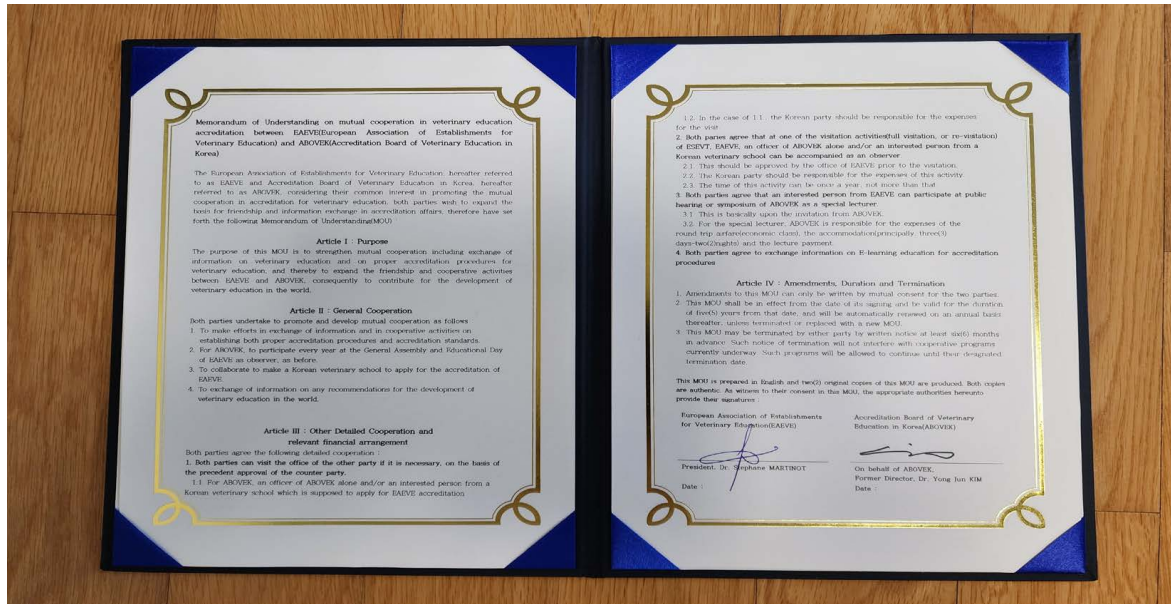 Memorandum of Understanding on mutual cooperation in veterinary education
accreditation between EAEVE(European Association of Establishments for
Veterinary Education) and ABOVEK(Accreditation Board of Veterinary Education in
Korea)
The European Association of Establishments for Veterinary Education, hereafter referred
to as EAEVE and Accreditation Board of Veterinary Education in Korea, hereafter
referred to as ABOVEK, considering their common interest in promoting the mutual
cooperation in accreditation for veterinary education, both parties wish to expand the
basis for friendship and information exchange in accreditation affairs, therefore have set
forth the following Memorandum of Understanding(MOU) :
Article I : Purpose
The purpose of this MOU is to strengthen mutual cooperation including exchange of
information on veterinary education and on proper accreditation procedures for
veterinary education, and thereby to expand the friendship and cooperative activities
between EAEVE and ABOVEK, consequently to contribute for the development of
veterinary education in the world.
Article II : General Cooperation
Both parties undertake to promote and develop mutual cooperation as follows
1. To make efforts in exchange of information and in cooperative activities on
establishing both proper accreditation procedures and accreditation standards.
2. For ABOVEK, to participate every year at the General Assembly and Educational Day
of EAEVE as observer, as before.
3. To collaborate to make a Korean veterinary school to apply for the accreditation of
EAEVE.
4. To exchange of information on any recommendations for the development of
veterinary education in the world.
Article III : Other Detailed Cooperation and
relevant financial arrangement
Both parties agree the following detailed cooperation :
1. Both parties can visit the office of the other party if it is necessary, on the basis of
the precedent approval of the counter party.
1.1. For ABOVEK, an officer of ABOVEK alone and/or an interested person from a
Korean veterinary school which is supposed to apply for EAEVE accreditation
1.2. In the case of 1.1., the Korean party should be responsible for the expenses
for the visit.
2. Both paries agree that at one of the visitation activities(full visitation, or re-visitation)
of ESEVT, EAEVE, an officer of ABOVEK alone and/or an interested person from a
Korean veterinary school can be accompanied as an observer.
2.1. This should be approved by the office of EAEVE prior to the visitation.
2.2. The Korean party should be responsible for the expenses of this activity.
2.3. The time of this activity can be once a year, not more than that.
3. Both parties agree that an interested person from EAEVE can participate at public
hearing or symposium of ABOVEK as a special lecturer.
3.1. This is basically upon the invitation from ABOVEK.
3.2. For the special lecturer, ABOVEK is responsible for the expenses of the
round trip airfare(economic class), the accommodation(principally three(3)
days-two(2)nights) and the lecture payment.
4. Both parties agree to exchange information on E-learning education for accreditation
procedures
Article IV : Amendments, Duration and Termination
1. Amendments to this MOU can only be written by mutual consent for the two parties.
2. This MOU shall be in effect from the date of its signing and be valid for the duration
of five(5) years from that date, and will be automatically renewed on an annual basis
thereafter, unless terminated or replaced with a new MOU.
3. This MOU may be terminated by either party by written notice at least six(6) months
in advance. Such notice of termination will not interfere with cooperative programs
currently underway. Such programs will be allowed to continue until their designated
termination date.
This MOU is prepared in English and two(2) original copies of this MOU are produced. Both copies
are authentic. As witness to their consent in this MOU, the appropriate authorities hereunto
provide their signatures :
European Association of Establishments
for Veterinary Education(EAEVE)
President, Dr. Stephane MARTINOT
Date :
Accreditation Board of Veterinary
Education in Korea(ABOVEK)
On behalf of ABOVEK,
Former Director, Dr. Yong Jun KIM
Date :